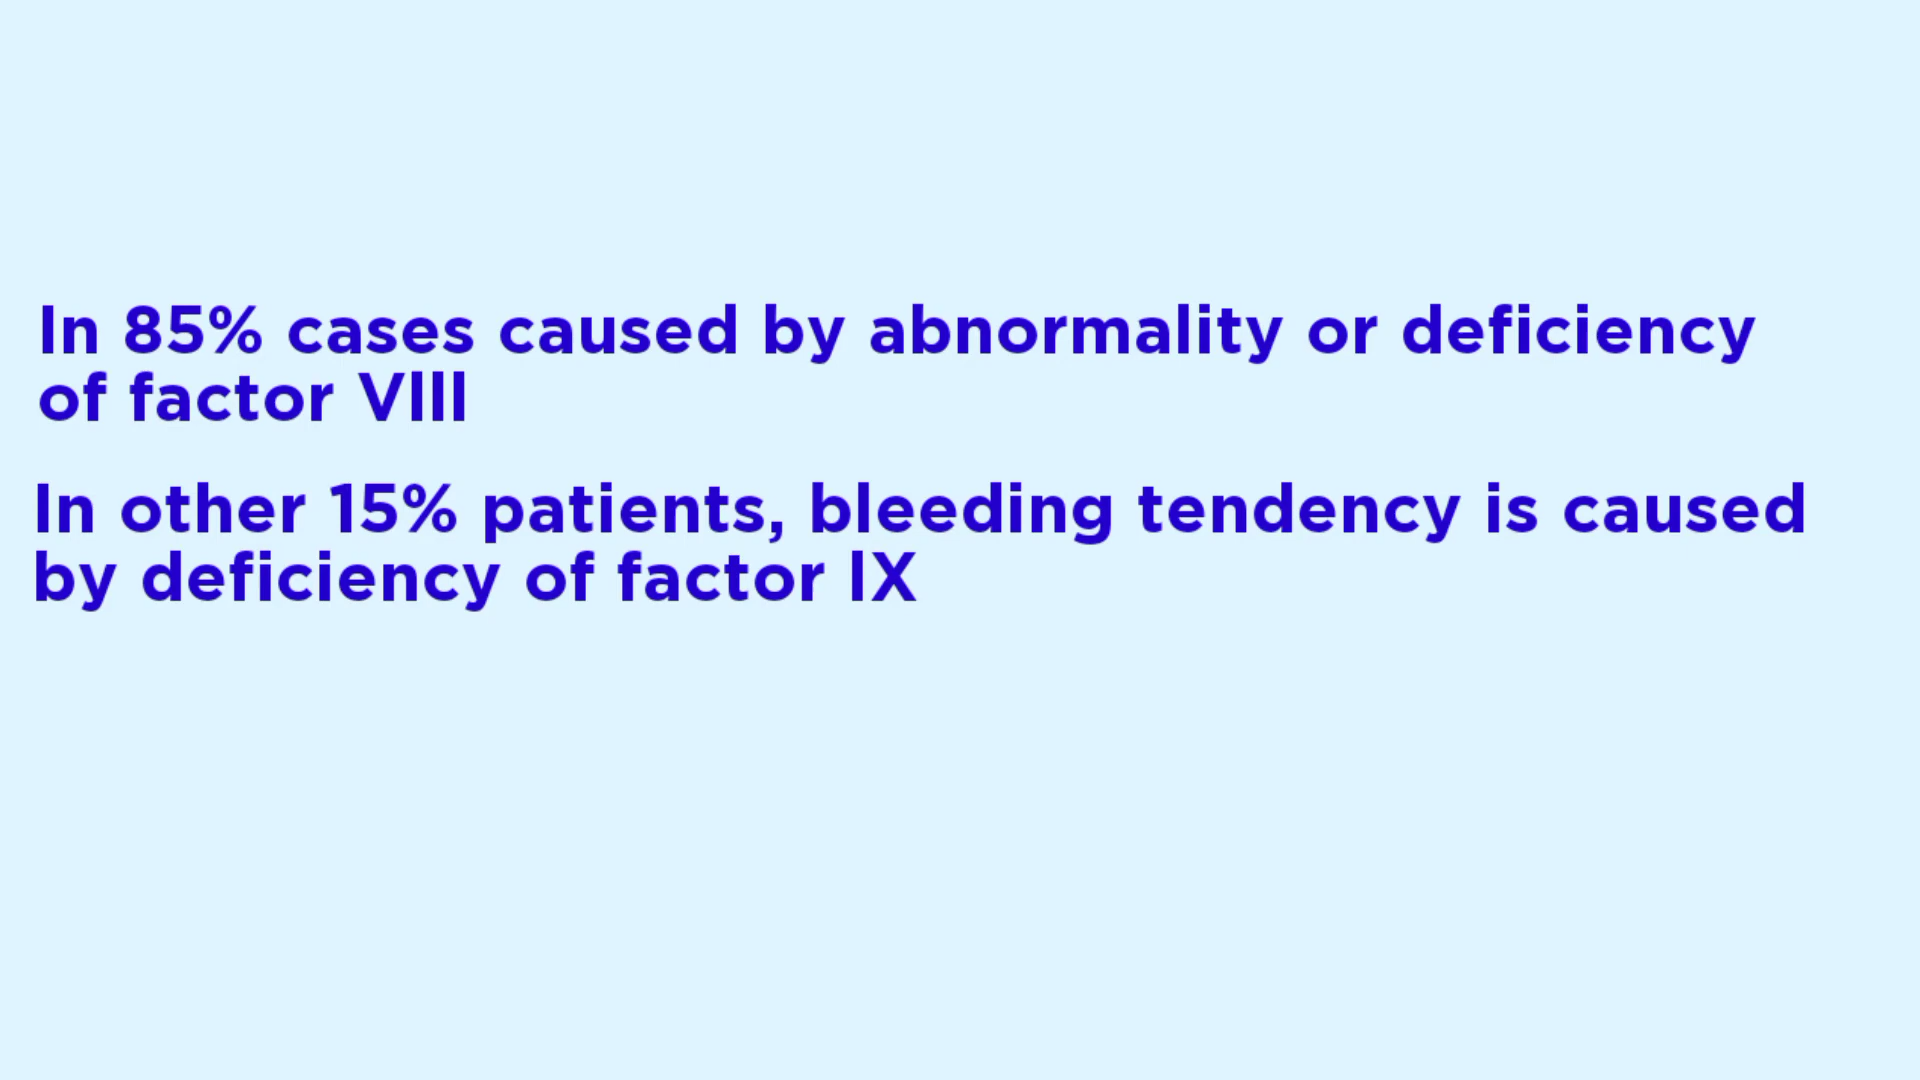 In 85% cases caused by abnormality or deficiency
of factor VIII
In other 15% patients, bleeding tendency is caused
by deficiency of factor IX